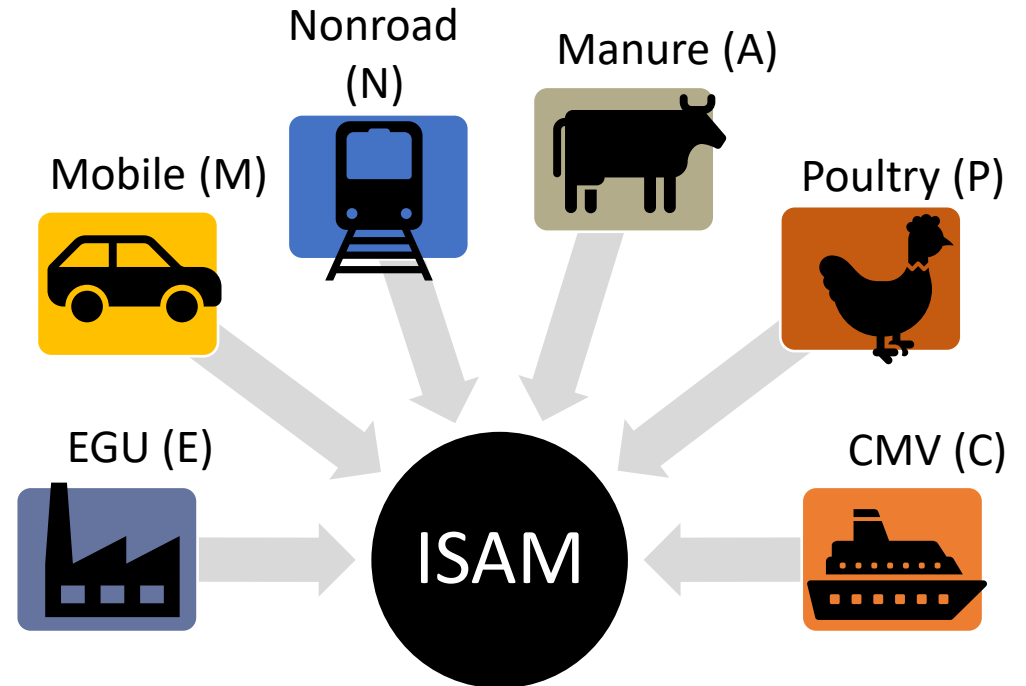 Nonroad
(N)
Manure (A)
Mobile (M)
Poultry (P)
EGU (E)
CMV (C)
ISAM